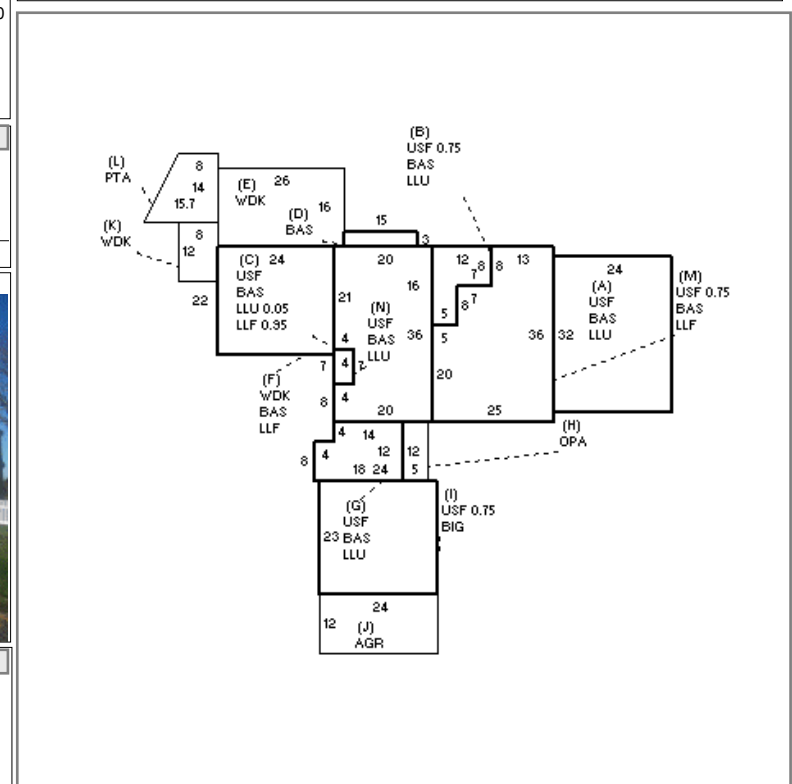 (B)
USF 0.75
BAS
LLU
(L)
PTA
8
14
15.7
(E)
WDK
26
16
(D)
BAS
15
3
(K)
WDK
8
12
22
(C) 24
USF
BAS
LLU 0.05
LLF 0.95
20
16
21
(N)
USF
BAS
LLU
36
12
8
7
8
13
7
8
5
5
20
36
25
24
(A)
USF
BAS
LLU
32
(M)
USF 0.75
BAS
LLF
4
4
7
7
8
4
20
(F)
WDK
BAS
LLF
4
14
12
12
8
4
18
24
5
(H)
OPA
(G)
USF
BAS
LLU
23
(I)
USF 0.75
BIG
24
12
(J)
AGR